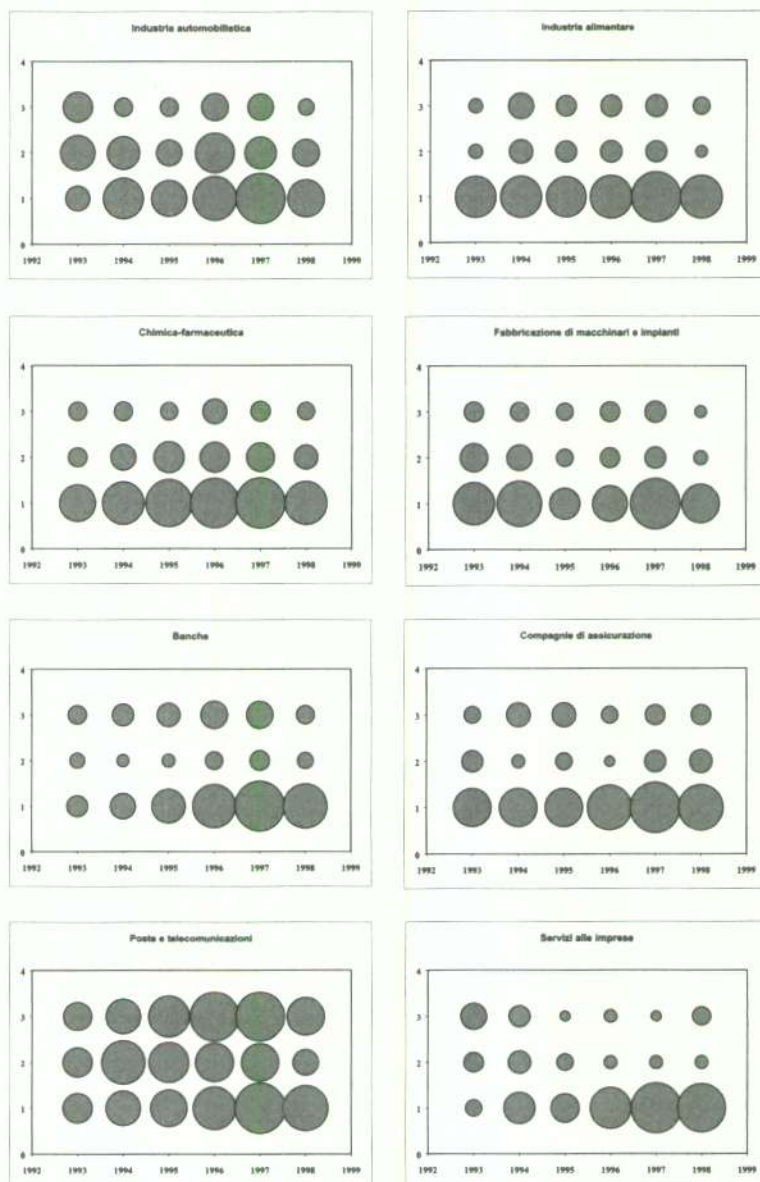 Industria automobilistica
4
3
2
1
0
1992 1993 1994 1995 1996 1997 1998 1999
Industria alimentare
4
3
2
1
0
1992 1993 1994 1995 1996 1997 1998 1999
Chimica-farmaceutica
4
3
2
1
0
1992 1993 1994 1995 1996 1997 1998 1999
Fabbricazione di macchinari e impianti
4
3
2
1
0
1992 1993 1994 1995 1996 1997 1998 1999
Banche
4
3
2
1
0
1992 1993 1994 1995 1996 1997 1998 1999
Compagnie di assicurazione
4
3
2
1
0
1992 1993 1994 1995 1996 1997 1998 1999
Poste e telecomunicazioni
4
3
2
1
0
1992 1993 1994 1995 1996 1997 1998 1999
Servizi alle imprese
4
3
2
1
0
1992 1993 1994 1995 1996 1997 1998 1999